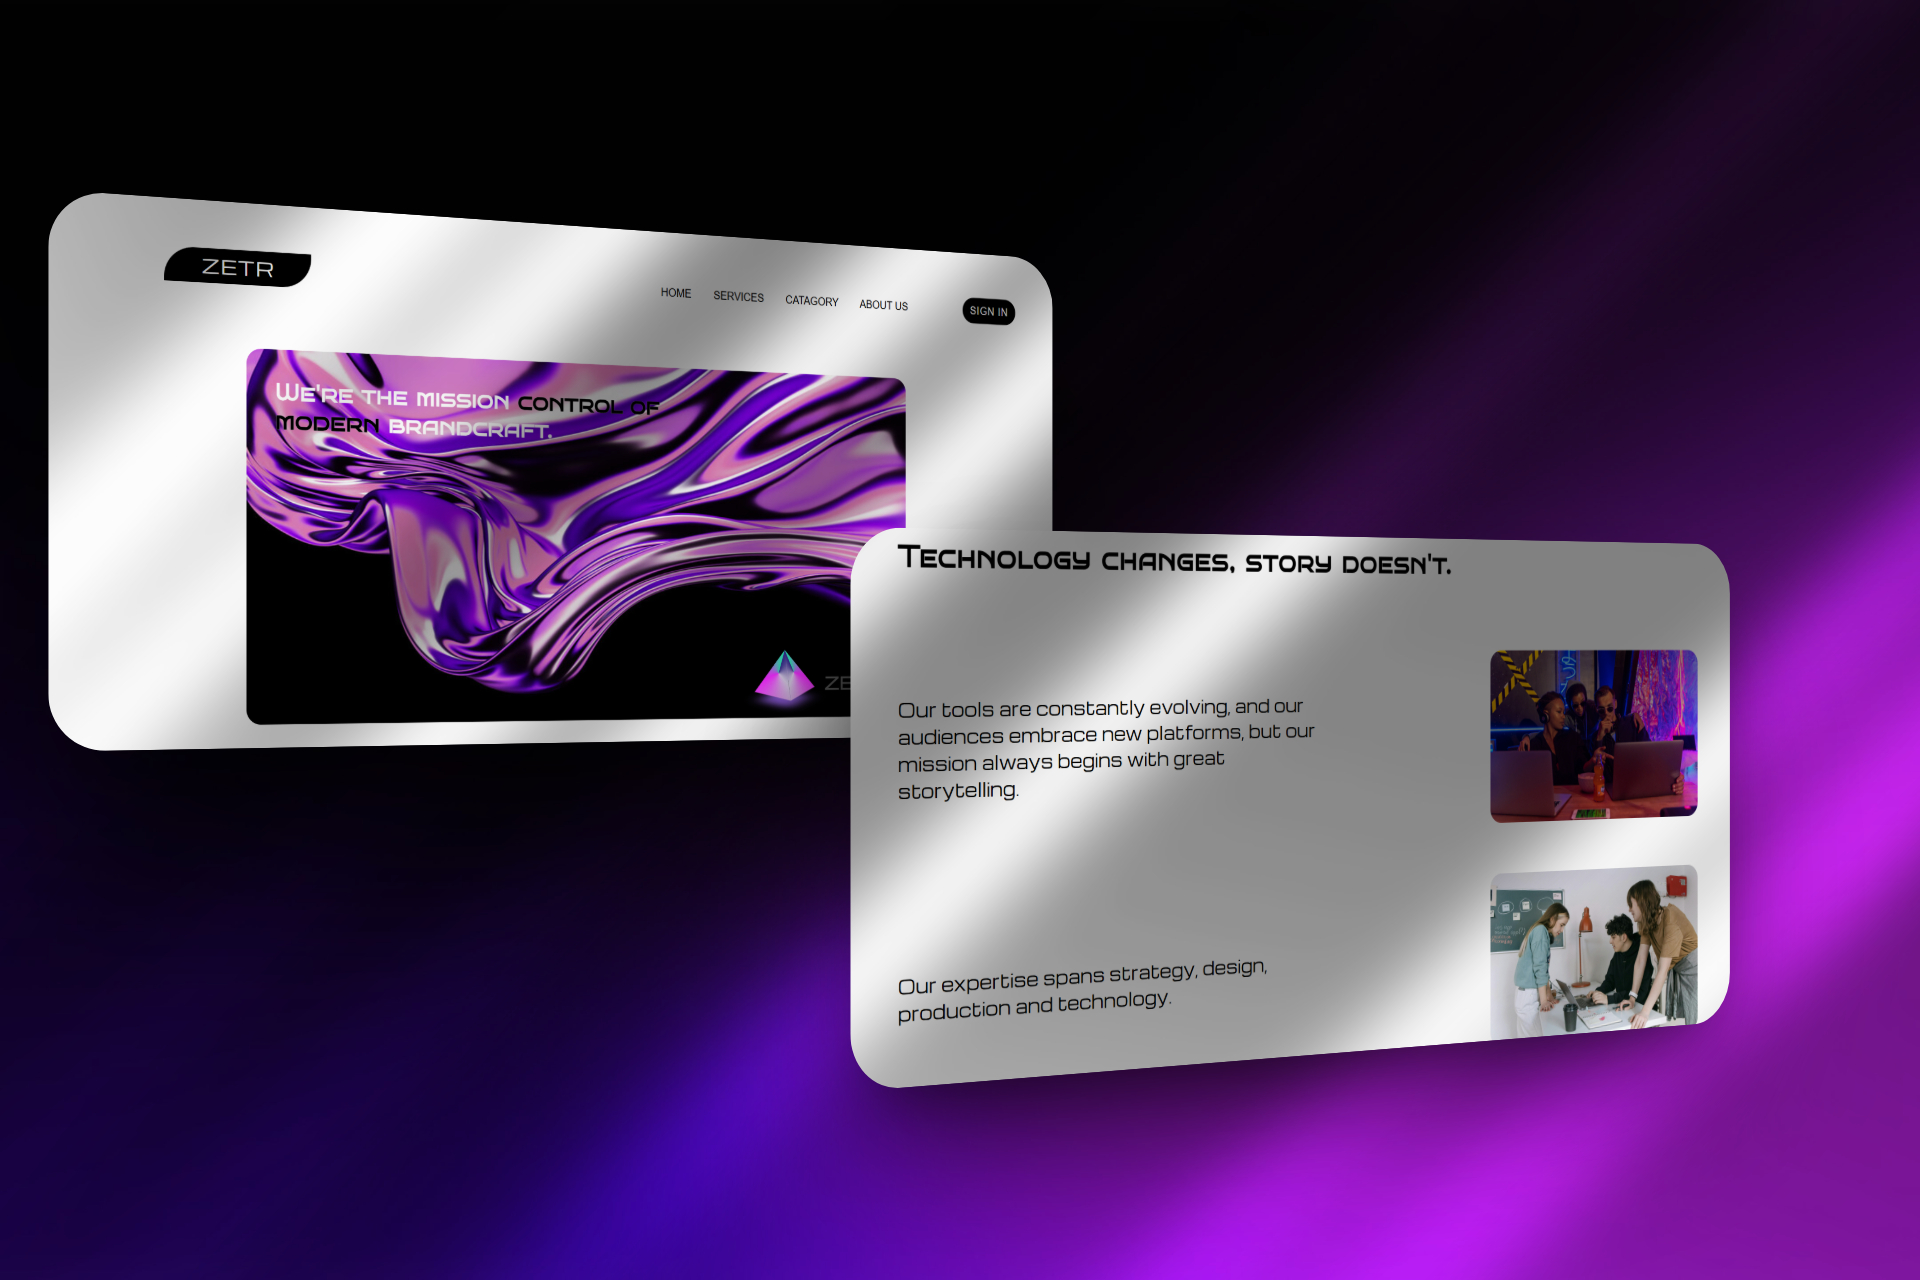 ZETR
HOME SERVICES CATAGORY ABOUT US SIGN IN
We're the mission control of
modern brandcraft.
ZE
Technology changes, story doesn't.
Our tools are constantly evolving, and our
audiences embrace new platforms, but our
mission always begins with great
storytelling.
Our expertise spans strategy, design,
production and technology.